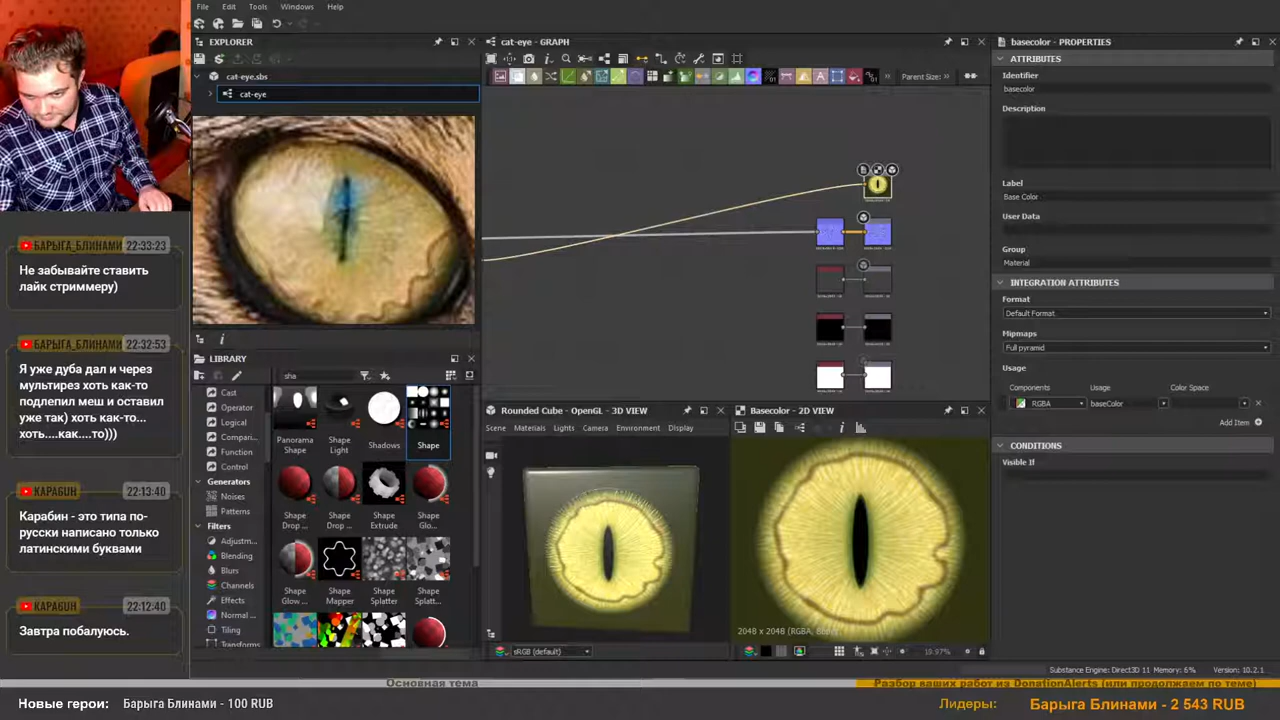 File Edit Tools Windows Help
EXPLORER
cat-eye.sbs
cat-eye
cat-eye - GRAPH
Parent Size:
basecolor - PROPERTIES
ATTRIBUTES
Identifier
basecolor
Description
Label
Base Color
User Data
Group
Material
INTEGRATION ATTRIBUTES
Format
Default Format
Mipmaps
Full pyramid
Usage
Components Usage Color Space
RGBA baseColor
Add Item
CONDITIONS
Visible If
БАРЫГА_БЛИНАМИ 22:33:23
Не забывайте ставить
лайк стриммеру)
БАРЫГА_БЛИНАМИ 22:32:53
Я уже дуба дал и через
мультирез хоть как-то
подлепил меш и оставил
уже так) хоть как-то...
хоть....как....то)))
КАРАБИН 22:13:40
Карабин - это типа по-
русски написано только
латинскими буквами
КАРАБИН 22:12:40
Завтра побалуюсь.
LIBRARY
sha
Cast
Operator
Logical
Compari...
Function
Control
Generators
Noises
Patterns
Filters
Adjustm...
Blending
Blurs
Channels
Effects
Normal ...
Tiling
Transforms
Panorama
Shape
Shape
Light
Shadows
Shape
Shape
Drop ...
Shape
Drop ...
Shape
Extrude
Shape
Glo...
Shape
Glow ...
Shape
Mapper
Shape
Splatter
Shape
Splatt...
Rounded Cube - OpenGL - 3D VIEW
Scene Materials Lights Camera Environment Display
sRGB (default)
Basecolor - 2D VIEW
2048 x 2048 (RGBA, 8bpc)
19.97%
Substance Engine: Direct3D 11 Memory: 6% Version: 10.2.1
Основная тема
Разбор ваших работ из DonationAlerts (или продолжаем по теме)
Новые герои: Барыга Блинами - 100 RUB
Лидеры: Барыга Блинами - 2 543 RUB